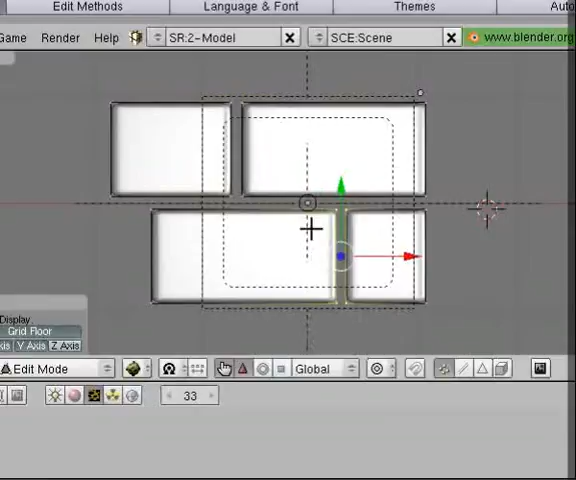 Edit Methods Language & Font Themes Auto
Game Render Help SR:2-Model SCE:Scene www.blender.org
Display
Grid Floor
xis Y Axis Z Axis
Edit Mode Global
33